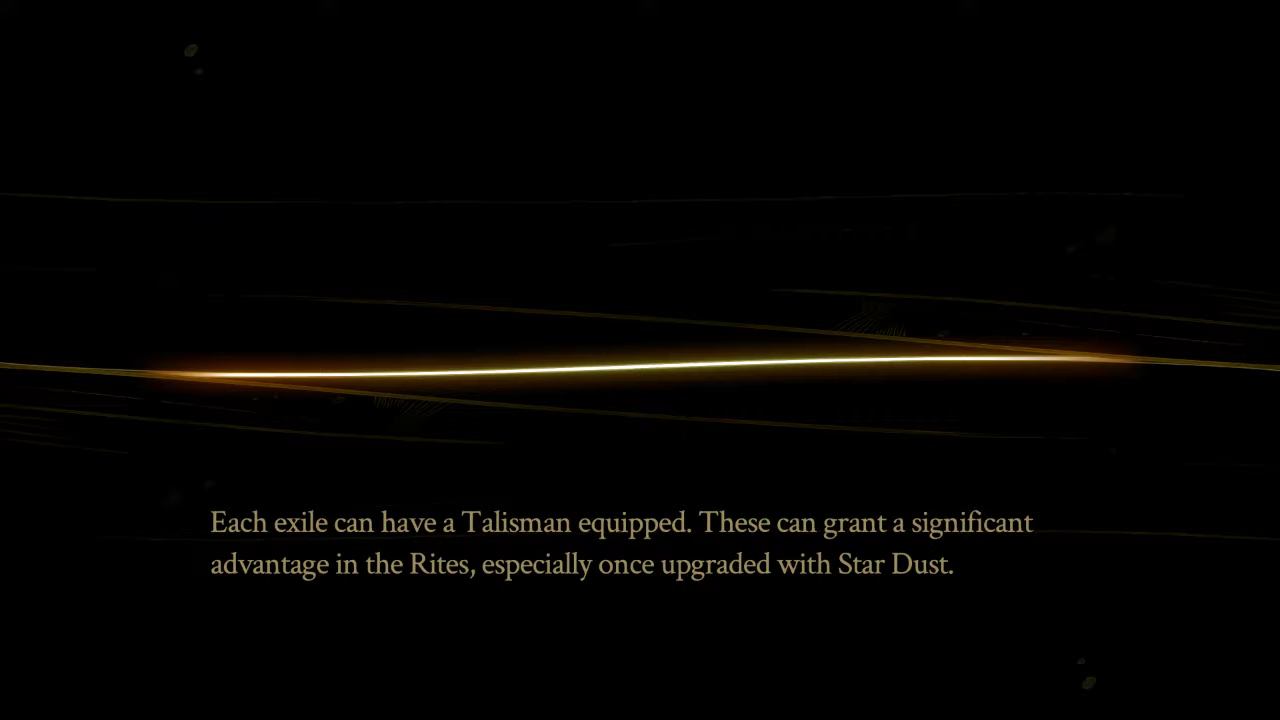 Each exile can have a Talisman equipped. These can grant a significant
advantage in the Rites, especially once upgraded with Star Dust.